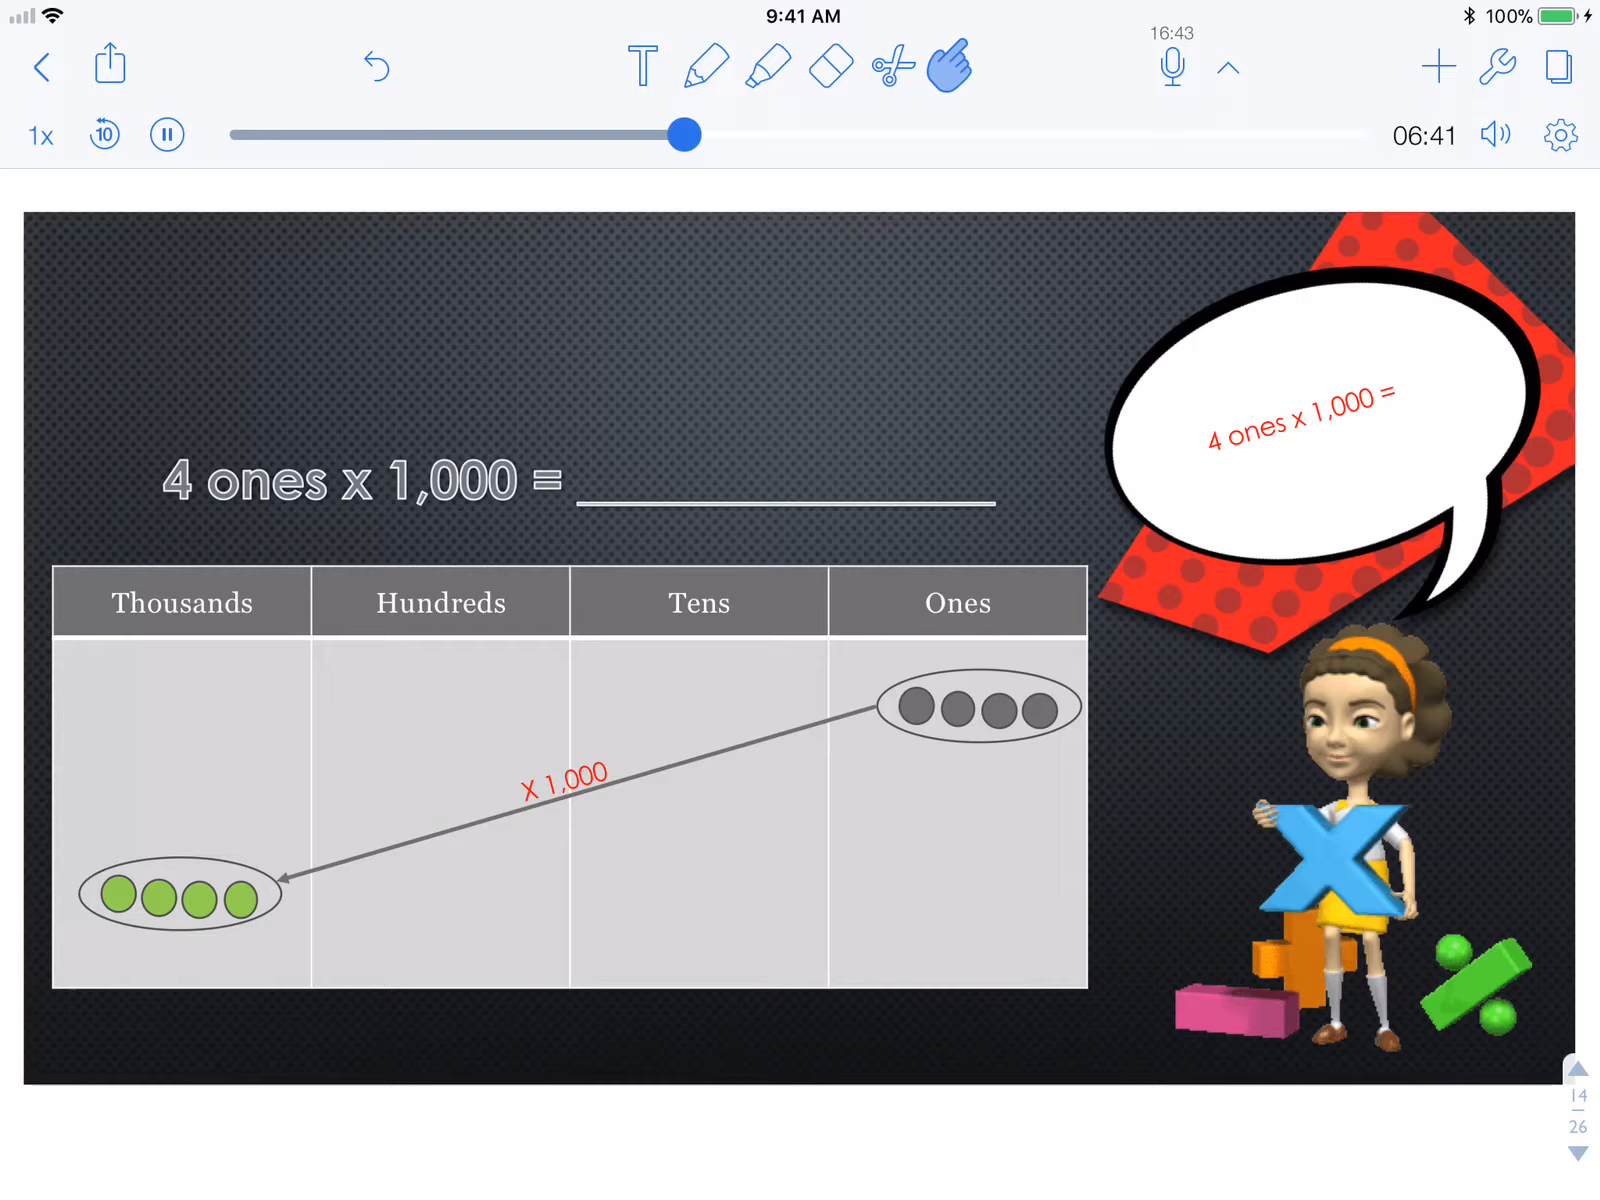 9:41 AM
100%
16:43
T
1x
10
06:41
4 ones x 1,000 =
4 ones x 1,000 = ____________
Thousands Hundreds Tens Ones
X 1,000
14
26